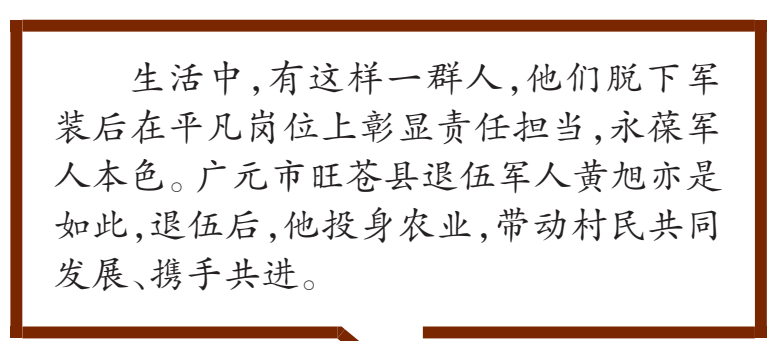 生活中，有这样一群人，他们脱下军
装后在平凡岗位上彰显责任担当，永葆军
人本色。广元市旺苍县退伍军人黄旭亦是
如此，退伍后，他投身农业，带动村民共同
发展、携手共进。